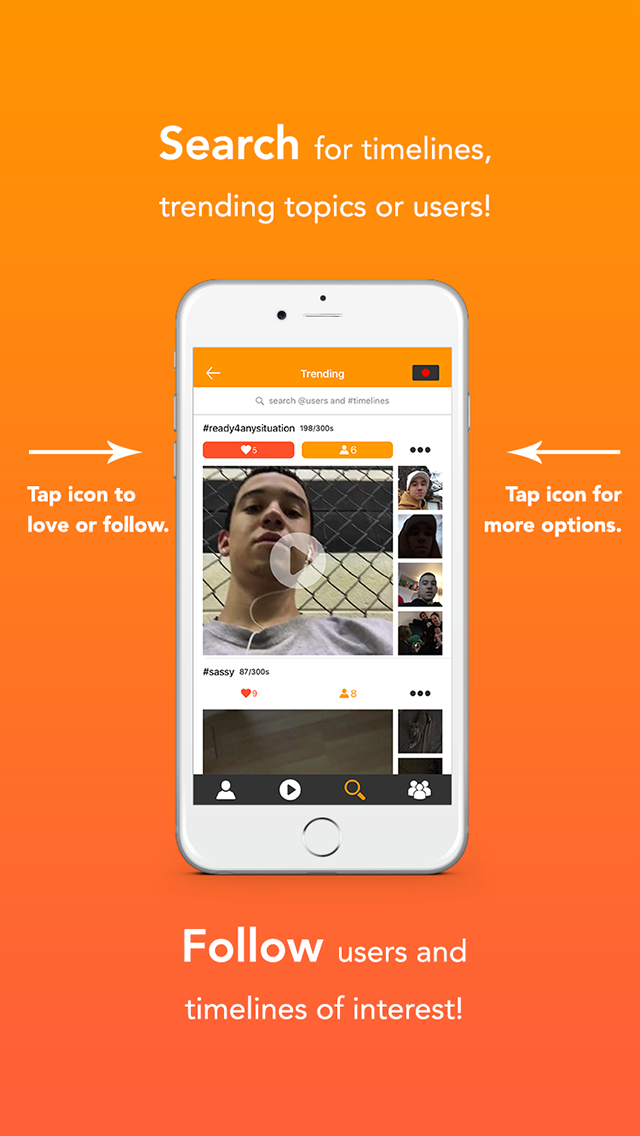 Search for timelines,
trending topics or users!
Trending
search @users and #timelines
#ready4anysituation 198/300s
5
6
Tap icon to
love or follow.
Tap icon for
more options.
#sassy 87/300s
9
8
Follow users and
timelines of interest!